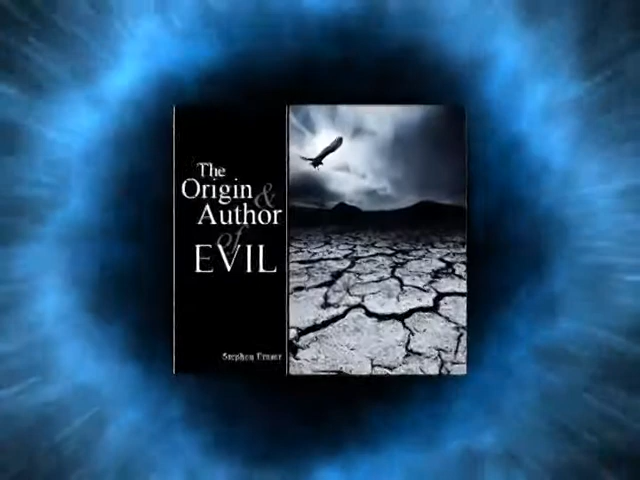 The
Origin &
Author
of
EVIL
Stephen